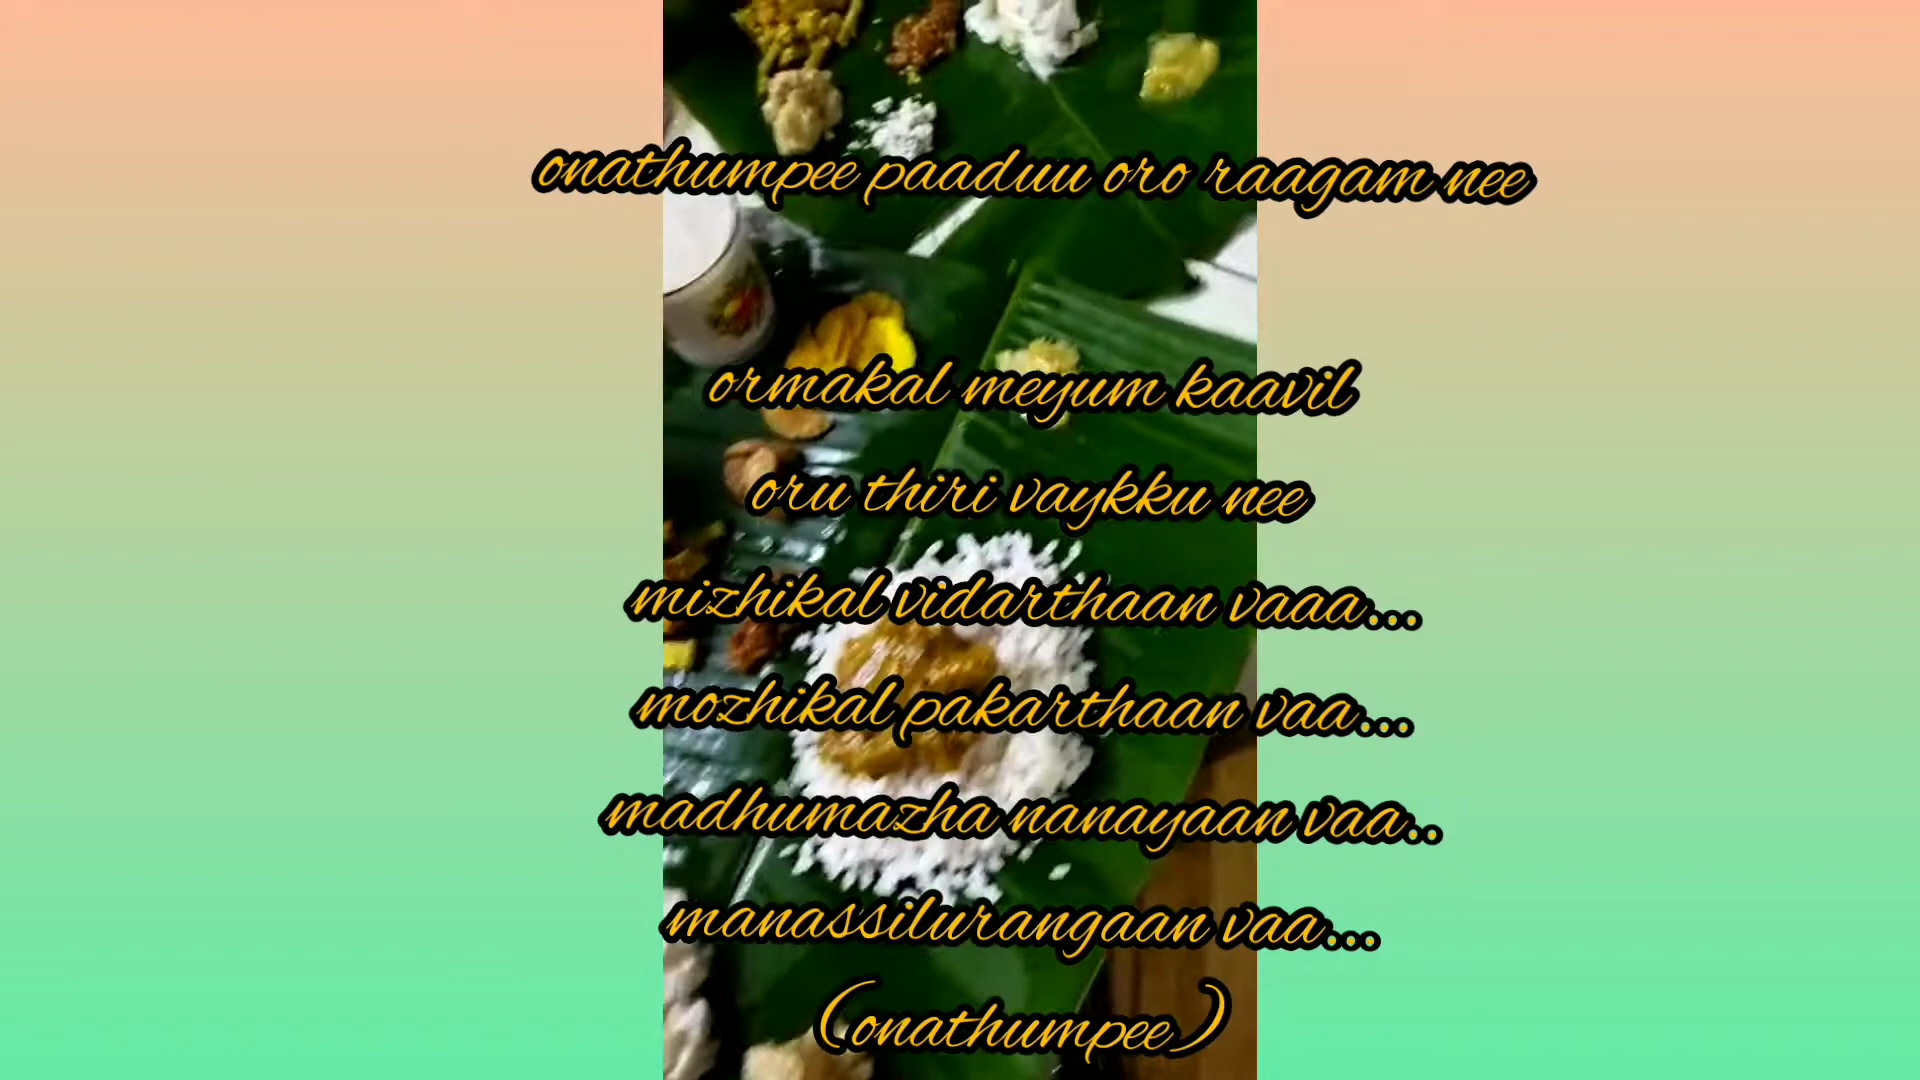 onathumpee paaduu oro raagam nee
ormakal meyum kaavil
oru thiri vaykku nee
mizhikal vidarthaan vaaa...
mozhikal pakarthaan vaa...
madhumazha nanayaan vaa..
manassilurangaan vaa...
(onathumpee)